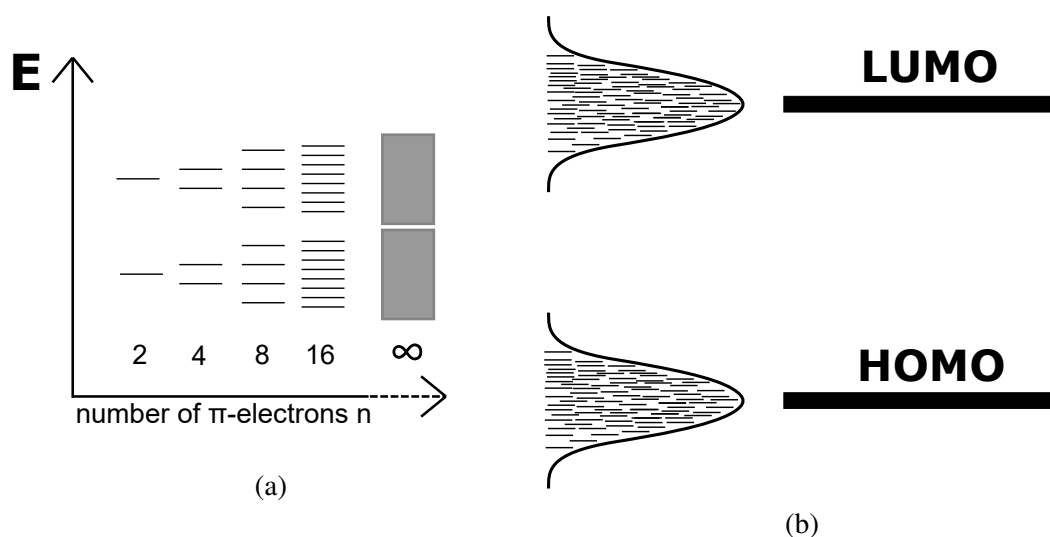 E
2 4 8 16 ∞
number of π-electrons n
(a)
LUMO
HOMO
(b)